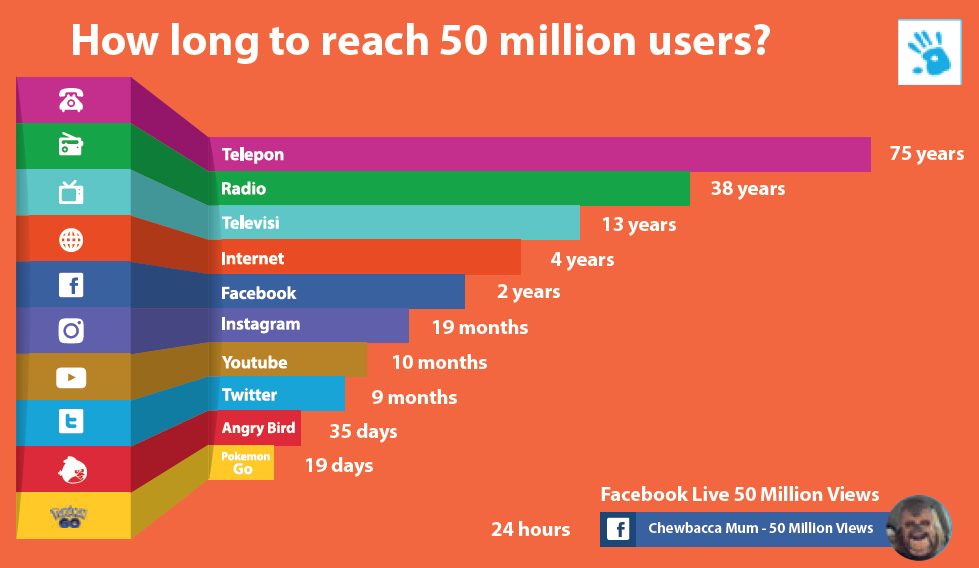 How long to reach 50 million users?
Telepon
75 years
Radio
38 years
Televisi
13 years
Internet
4 years
Facebook
2 years
Instagram
19 months
Youtube
10 months
Twitter
9 months
Angry Bird
35 days
Pokemon
Go
19 days
POKÉMON
GO
Facebook Live 50 Million Views
24 hours
Chewbacca Mum - 50 Million Views